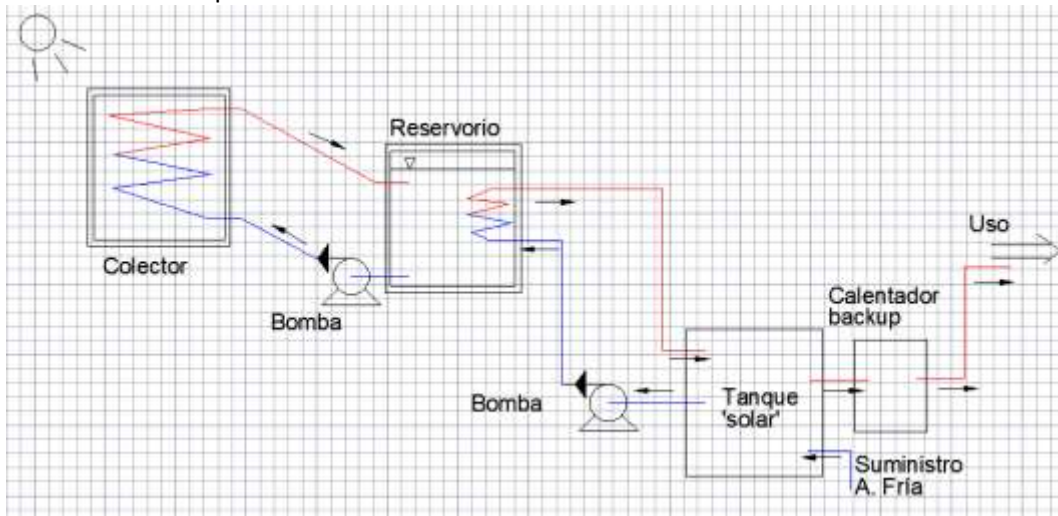 Reservorio
Colector
Bomba
Uso
Calentador
backup
Bomba
Tanque
'solar'
Suministro
A. Fría